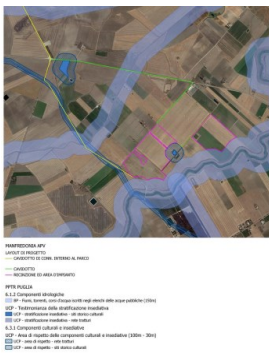 MANFREDONIA APV
LAYOUT DI PROGETTO
CAVIDOTTO DI CONN. INTERNO AL PARCO
CAVIDOTTO
RECINZIONE ED AREA D'IMPIANTO
PPTR PUGLIA
6.1.2 Componenti idrologiche
BP - Fiumi, torrenti, corsi d'acqua iscritti negli elenchi delle acque pubbliche (150m)
UCP - Testimonianza della stratificazione insediativa
UCP - stratificazione insediativa - siti storico culturali
UCP - stratificazione insediativa - rete tratturi
6.3.1 Componenti culturali e insediative
UCP - Area di rispetto delle componenti culturali e insediative (100m - 30m)
UCP - area di rispetto - rete tratturi
UCP - area di rispetto - siti storico culturali